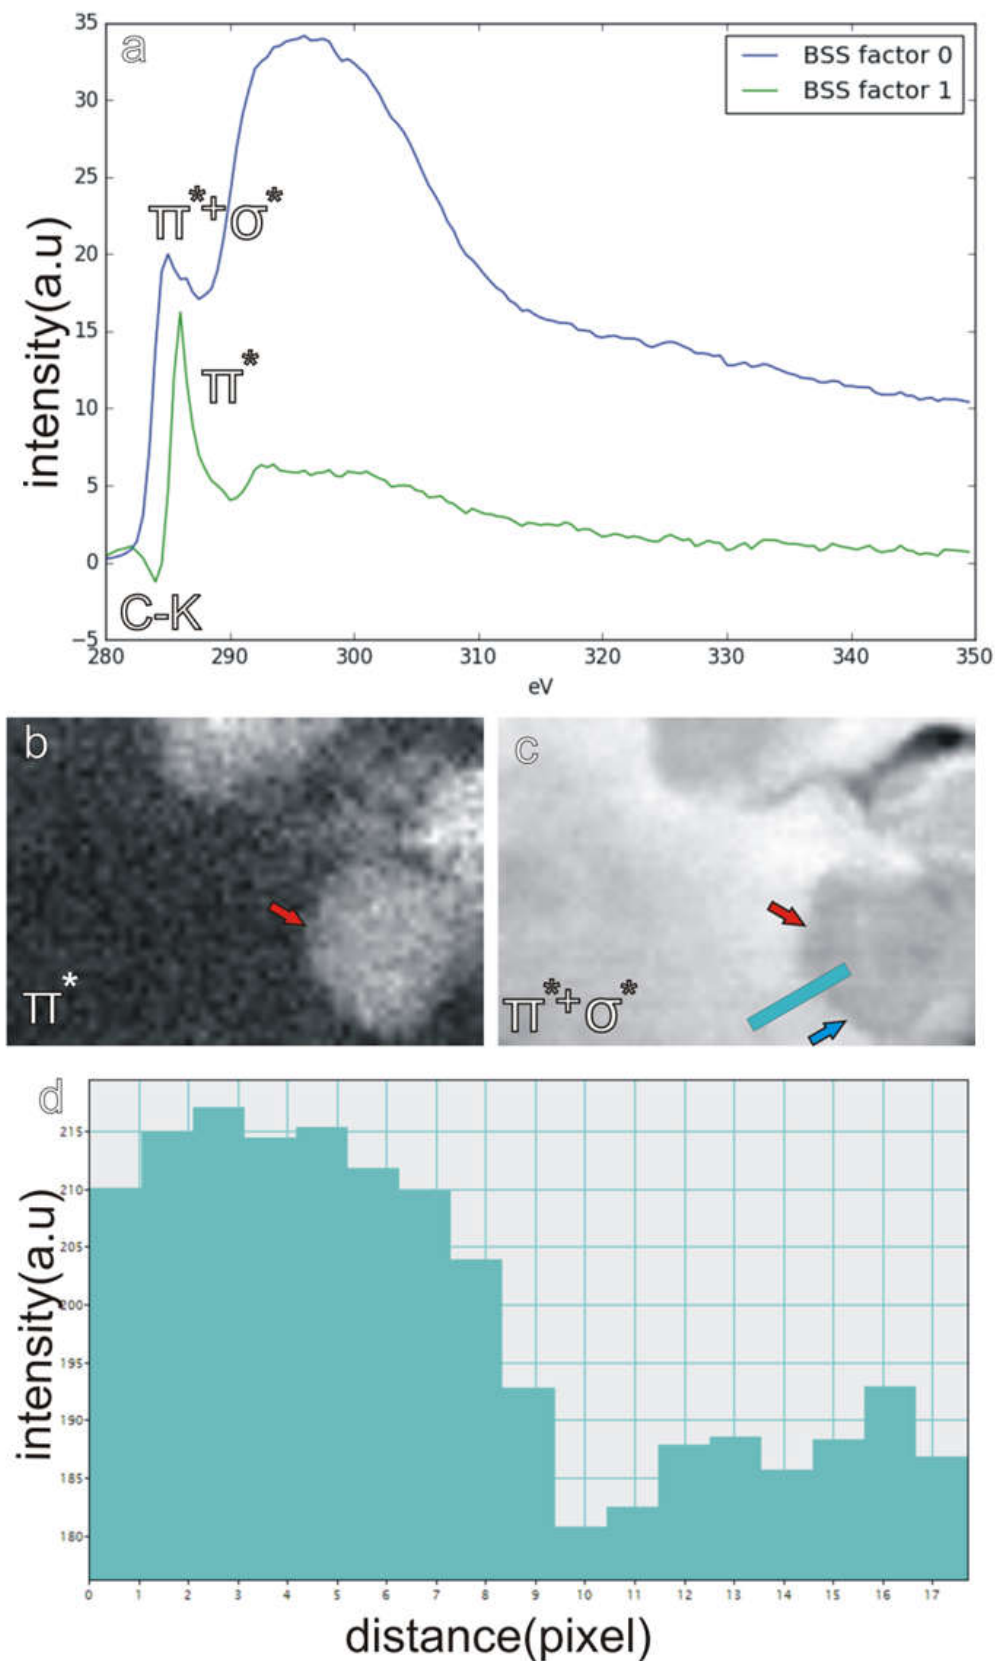 a
35
30
25
20
15
10
5
0
−5
intensity(a.u)
BSS factor 0
BSS factor 1
π*+σ*
π*
C-K
280 290 300 310 320 330 340 350
eV
b
π*
c
π*+σ*
d
215
210
205
200
195
190
185
180
intensity(a.u)
0 1 2 3 4 5 6 7 8 9 10 11 12 13 14 15 16 17
distance(pixel)